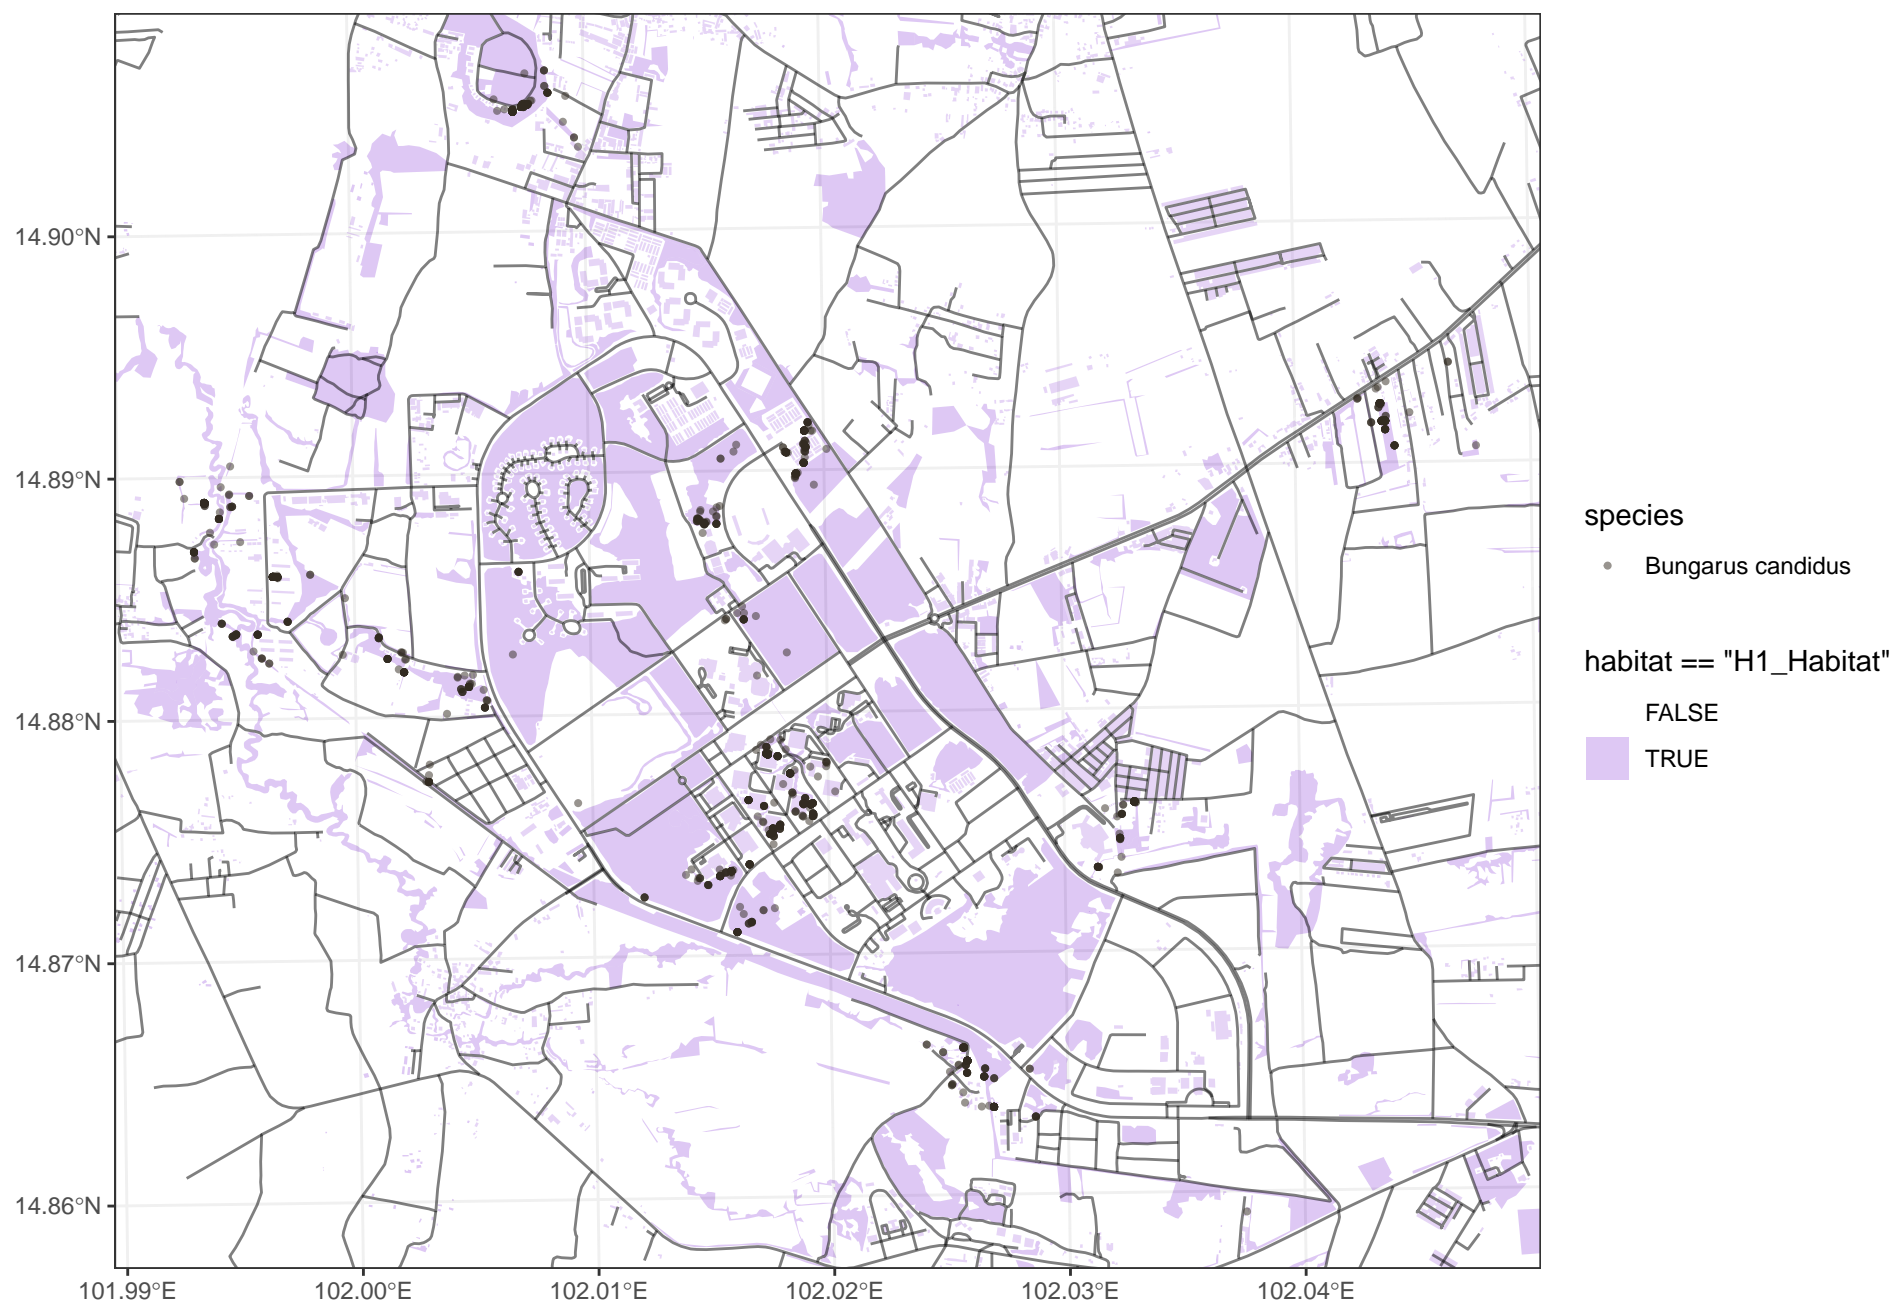 14.90°N
14.89°N
14.88°N
14.87°N
14.86°N
101.99°E
102.00°E
102.01°E
102.02°E
102.03°E
102.04°E
species
Bungarus candidus
habitat == "H1_Habitat"
FALSE
TRUE